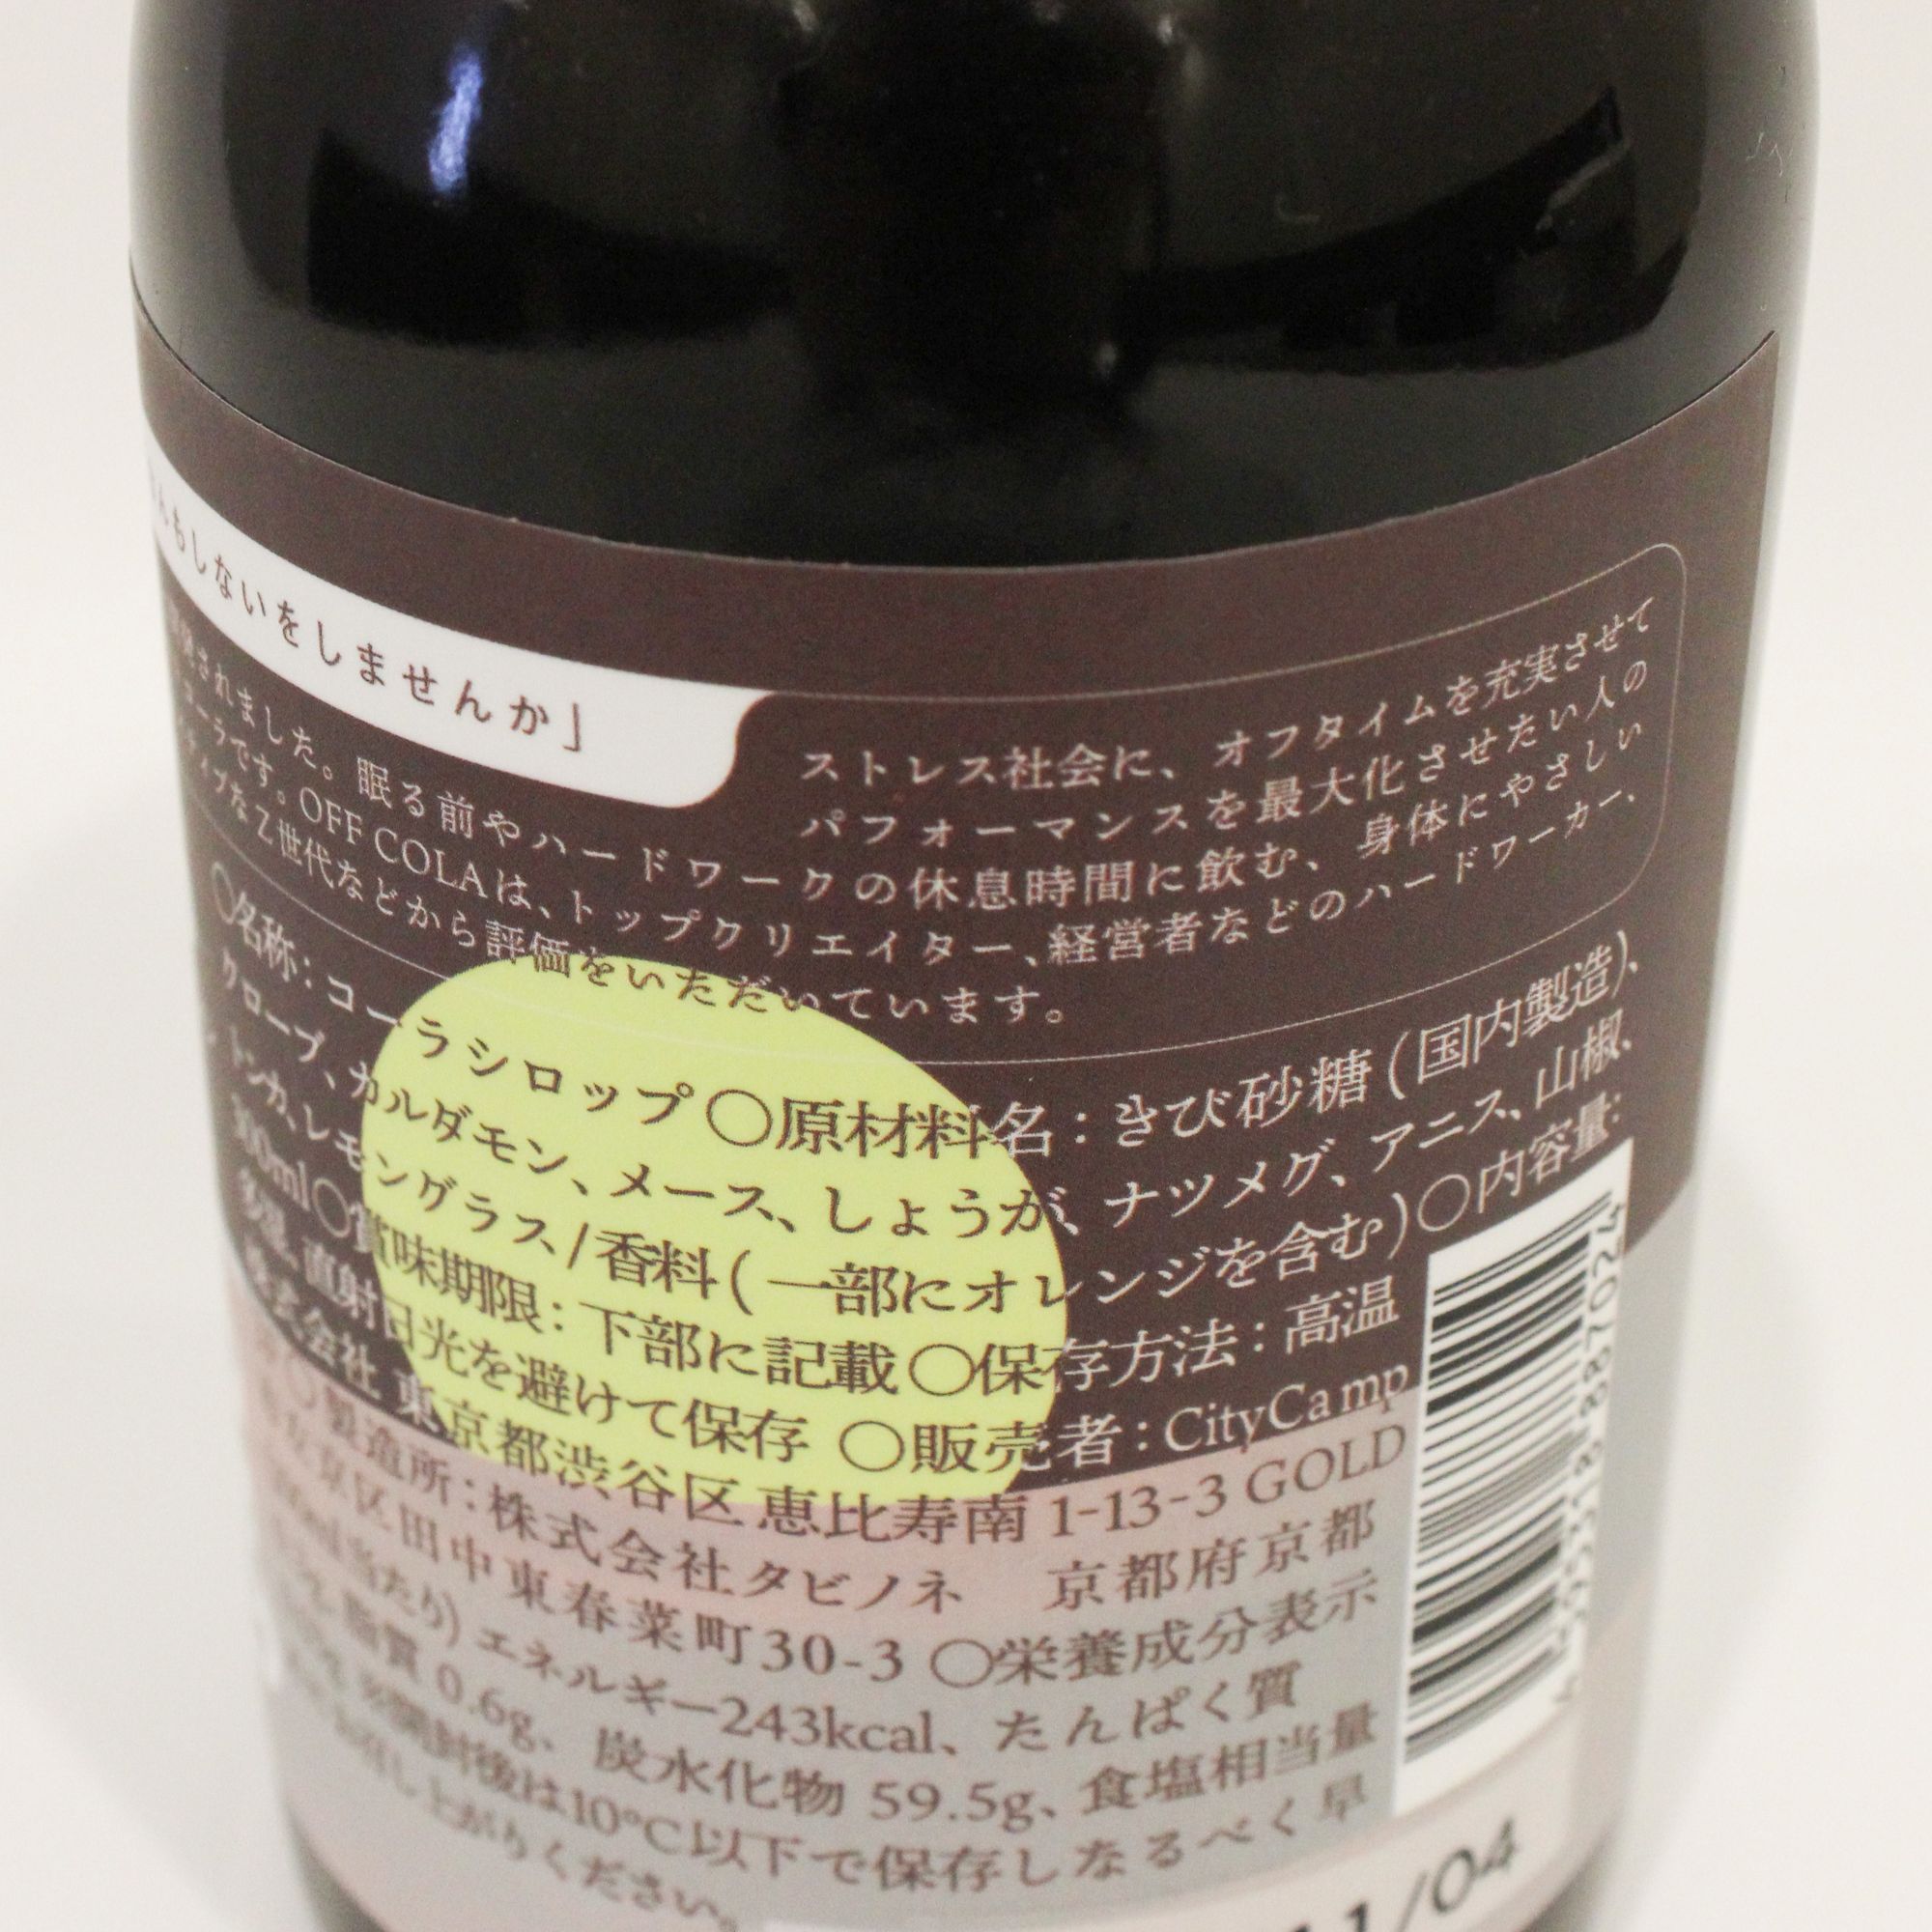 んもしないをしませんか」
ストレス社会に、オフタイムを充実させて
パフォーマンスを最大化させたい人の
されました。眠る前やハードワークの休息時間に飲む、身体にやさしい
コーラです。OFF COLAは、トップクリエイター、経営者などのハードワーカー、
なZ世代などから評価をいただいています。
○名称：コーラシロップ○原材料名：きび砂糖(国内製造)、
クローブ、カルダモン、メース、しょうが、ナツメグ、アニス、山椒、
トンカ、レモングラス/香料(一部にオレンジを含む)○内容量：
100ml○賞味期限：下部に記載○保存方法：高温
多湿、直射日光を避けて保存 ○販売者：CityCamp
株式会社 東京都渋谷区恵比寿南1-13-3 GOLD
○製造所：株式会社タビノネ 京都府京都
市左京区田中東春菜町30-3 ○栄養成分表示
当たり) エネルギー243kcal、たんぱく質
脂質 0.6g、炭水化物 59.5g、食塩相当量
開封後は10℃以下で保存しなるべく早
召し上がりください。
11/04